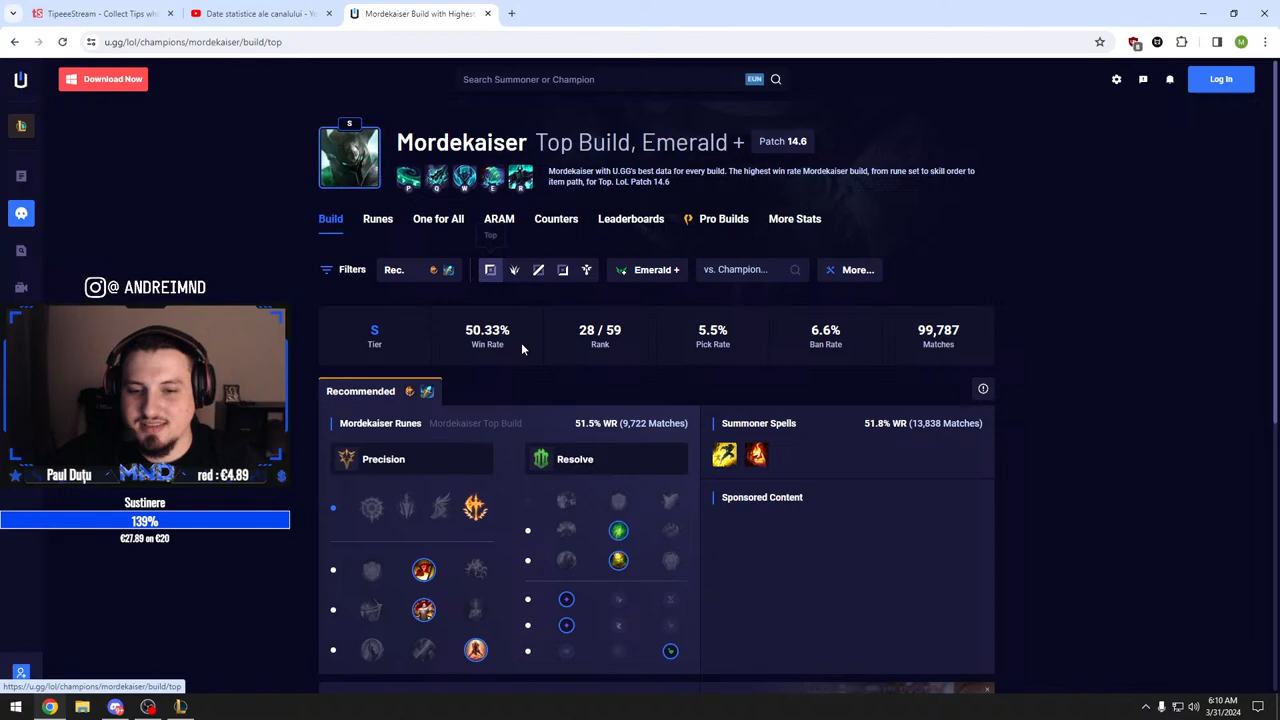 TipeeeStream - Collect Tips wh
Date statistice ale canalului - Yo
Mordekaiser Build with Highes
u.gg/lol/champions/mordekaiser/build/top
M
Download Now
Search Summoner or Champion
EUN
Log In
S
Mordekaiser Top Build, Emerald +
Patch 14.6
P
Q
W
E
R
Mordekaiser with U.GG's best data for every build. The highest win rate Mordekaiser build, from rune set to skill order to
item path, for Top. LoL Patch 14.6
Build
Runes
One for All
ARAM
Counters
Leaderboards
Pro Builds
More Stats
Top
Filters
Rec.
Emerald +
vs. Champion...
More...
@ ANDREIMND
S
Tier
50.33%
Win Rate
28 / 59
Rank
5.5%
Pick Rate
6.6%
Ban Rate
99,787
Matches
Recommended
Mordekaiser Runes
Mordekaiser Top Build
51.5% WR (9,722 Matches)
Summoner Spells
51.8% WR (13,838 Matches)
Precision
Resolve
Sponsored Content
Paul Duțu
MND
red : €4.89
Sustinere
139%
€27.89 on €20
https://u.gg/lol/champions/mordekaiser/build/top
6:10 AM
3/31/2024